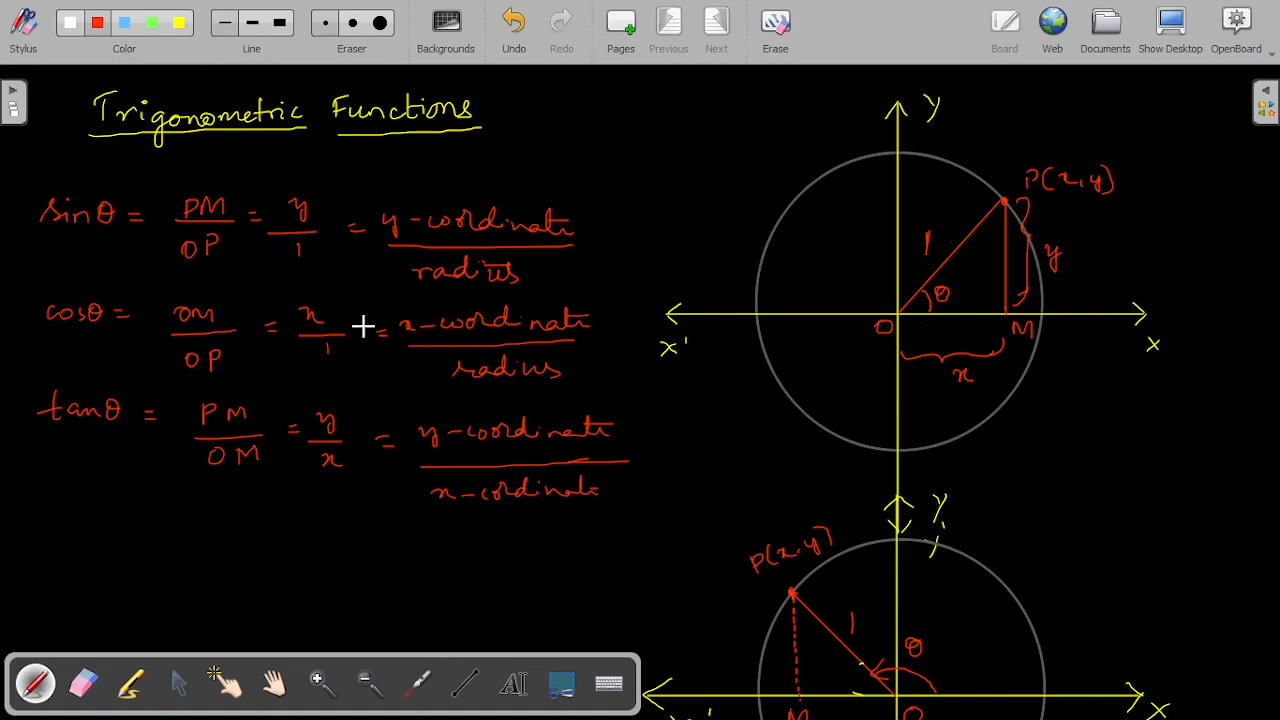 Stylus
Color
Line
Eraser
Backgrounds
Undo
Redo
Pages
Previous
Next
Erase
Board
Web
Documents
Show Desktop
OpenBoard
Trigonometric Functions
sinθ = PM/OP = y/1 = y-coordinate/radius
cosθ = OM/OP = x/1 = x-coordinate/radius
tanθ = PM/OM = y/x = y-coordinate/x-cordinate
y
P(x,y)
1
y
θ
O
M
x'
x
x
y
y'
P(x,y)
1
θ
M
O
x'
x